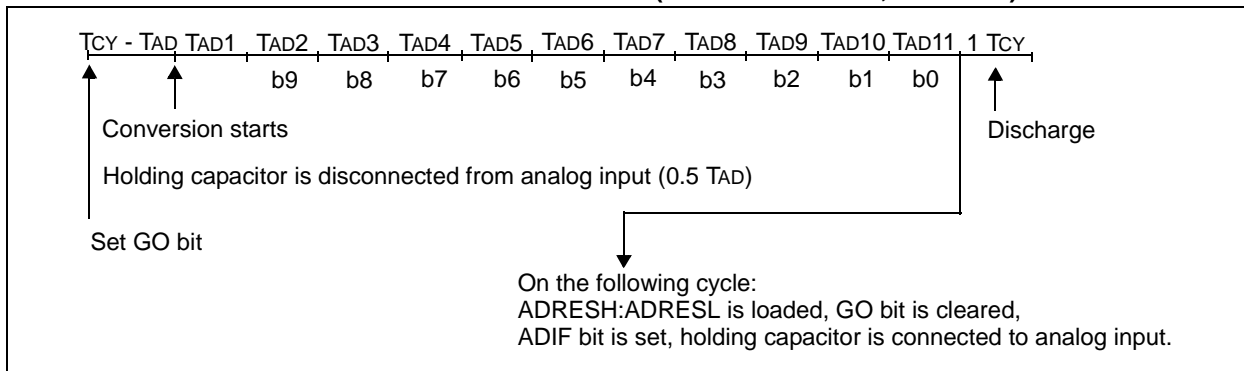 TCY - TAD TAD1 TAD2 TAD3 TAD4 TAD5 TAD6 TAD7 TAD8 TAD9 TAD10 TAD11 1 TCY
b9 b8 b7 b6 b5 b4 b3 b2 b1 b0
Conversion starts
Discharge
Holding capacitor is disconnected from analog input (0.5 TAD)
Set GO bit
On the following cycle:
ADRESH:ADRESL is loaded, GO bit is cleared,
ADIF bit is set, holding capacitor is connected to analog input.